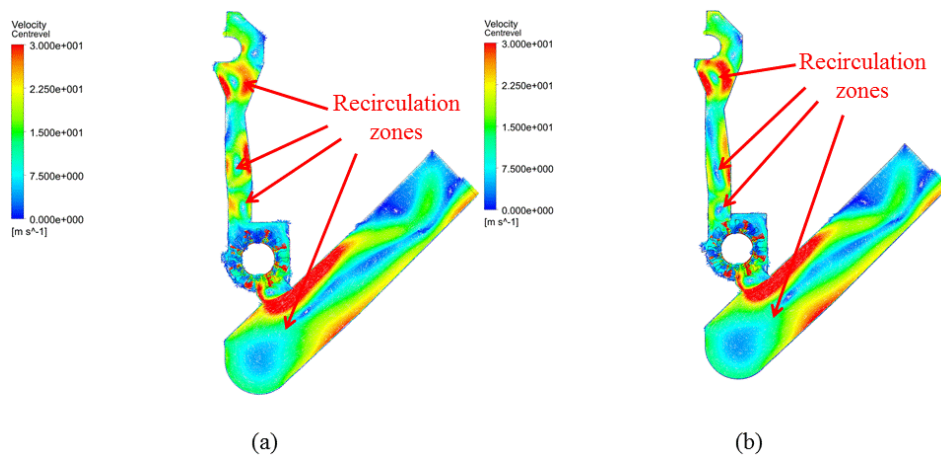 Velocity
Centrevel
3.000e+001
2.250e+001
1.500e+001
7.500e+000
0.000e+000
[m s^-1]
Recirculation
zones
(a)
Velocity
Centrevel
3.000e+001
2.250e+001
1.500e+001
7.500e+000
0.000e+000
[m s^-1]
Recirculation
zones
(b)